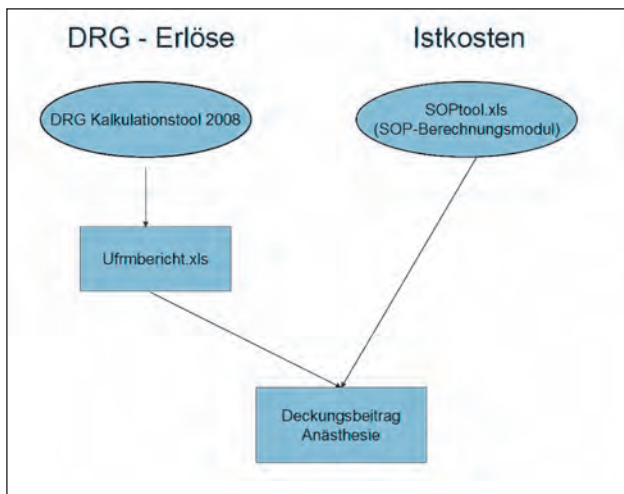 DRG - Erlöse
Istkosten
DRG Kalkulationstool 2008
SOPtool.xls
(SOP-Berechnungsmodul)
Ufrmbericht.xls
Deckungsbeitrag
Anästhesie